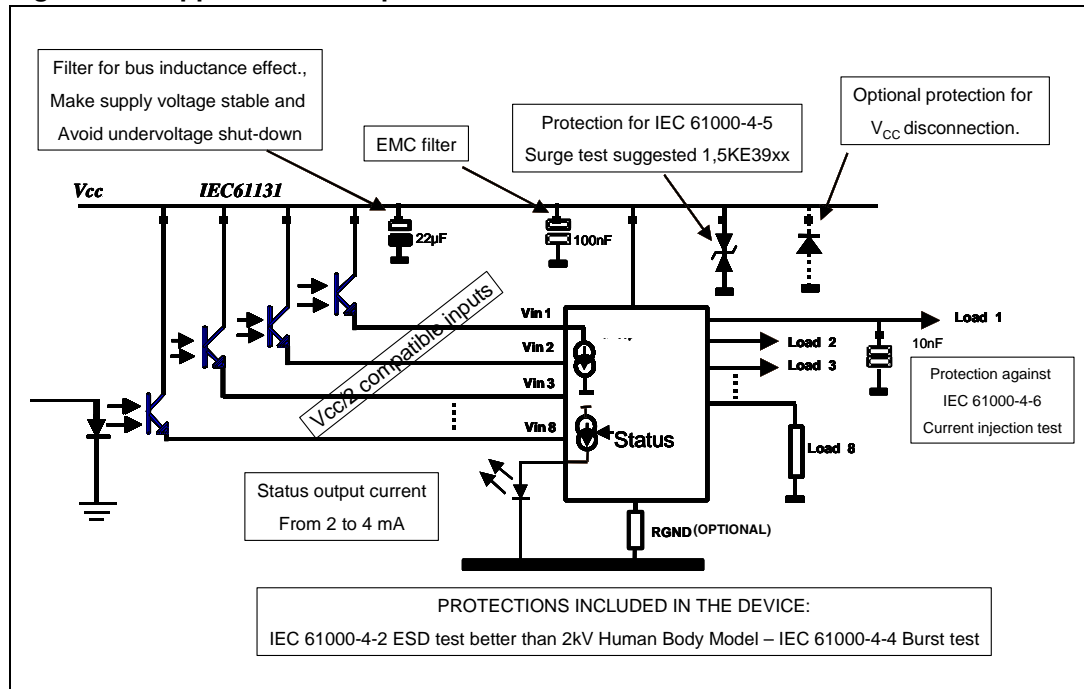 Filter for bus inductance effect.,
Make supply voltage stable and
Avoid undervoltage shut-down
EMC filter
Protection for IEC 61000-4-5
Surge test suggested 1,5KE39xx
Optional protection for
VCC disconnection.
Vcc
IEC61131
22µF
100nF
Vcc/2 compatible inputs
Vin 1
Vin 2
Vin 3
Vin 8
Status
Load 1
Load 2
Load 3
10nF
Load 8
Protection against
IEC 61000-4-6
Current injection test
Status output current
From 2 to 4 mA
RGND (OPTIONAL)
PROTECTIONS INCLUDED IN THE DEVICE:
IEC 61000-4-2 ESD test better than 2kV Human Body Model – IEC 61000-4-4 Burst test